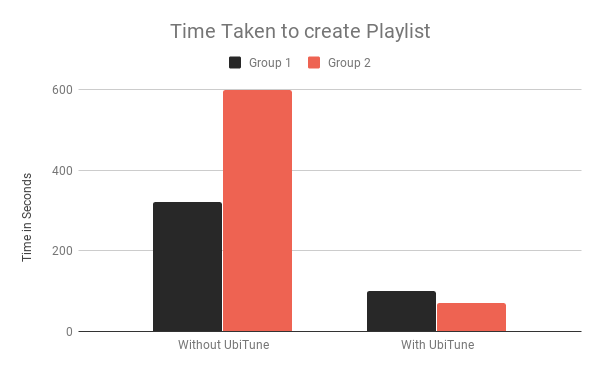 Time Taken to create Playlist
Group 1 Group 2
Time in Seconds
600
400
200
0
Without UbiTune With UbiTune